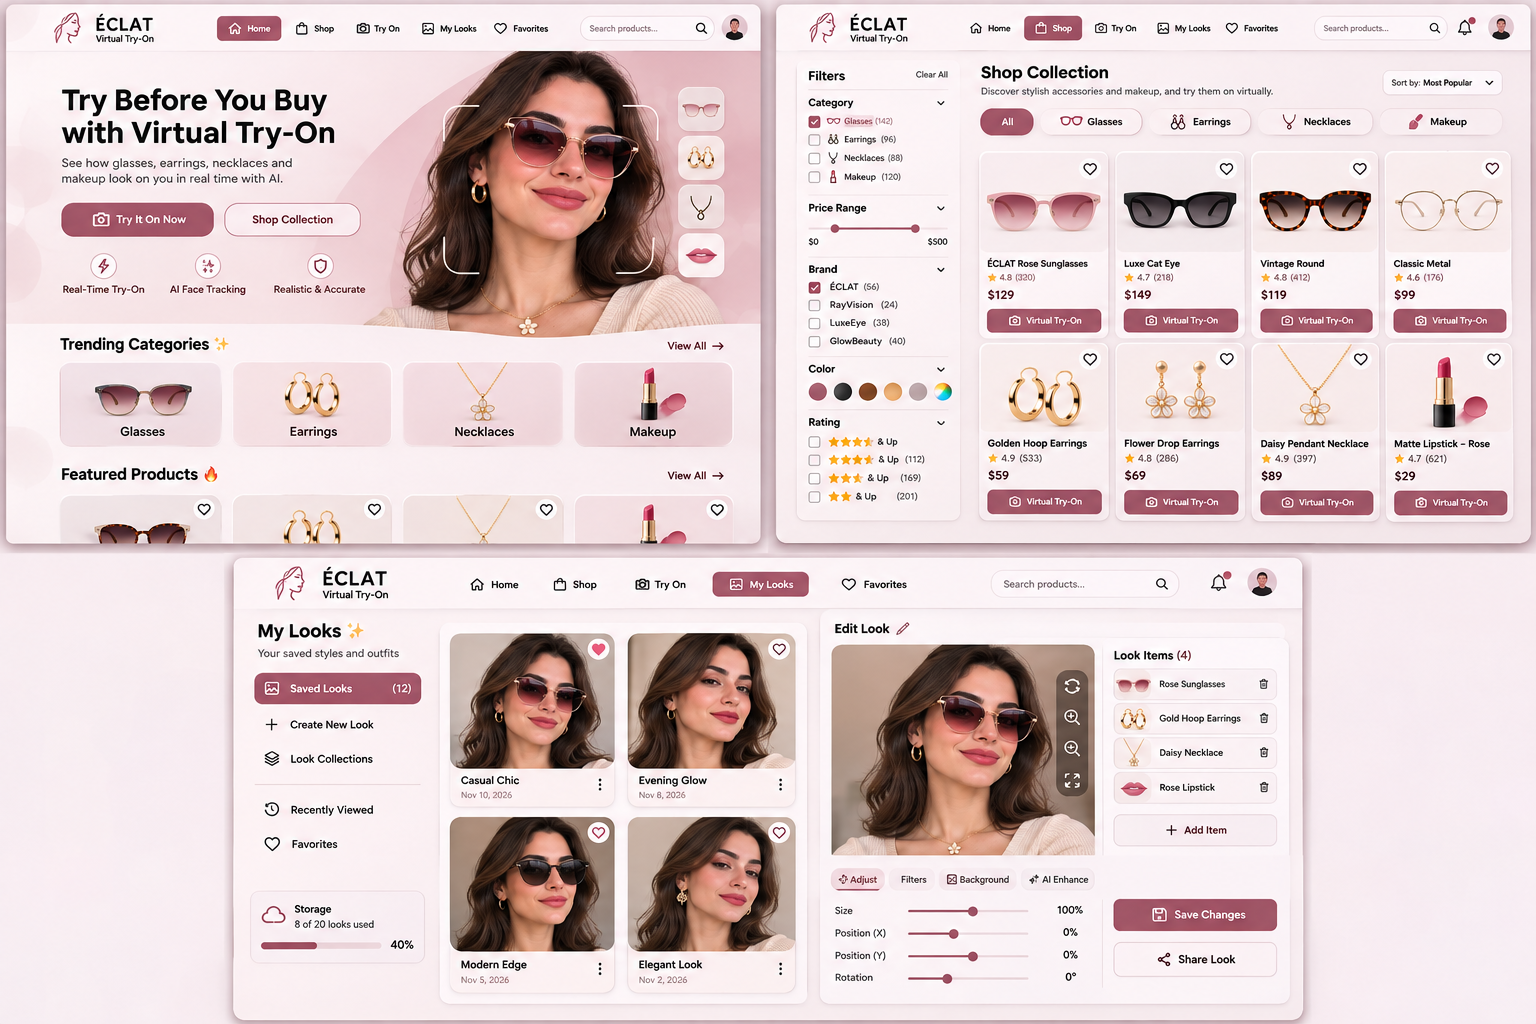 ÉCLAT
Virtual Try-On
Home
Shop
Try On
My Looks
Favorites
Search products...
Try Before You Buy
with Virtual Try-On
See how glasses, earrings, necklaces and
makeup look on you in real time with AI.
Try It On Now
Shop Collection
Real-Time Try-On
AI Face Tracking
Realistic & Accurate
Trending Categories
View All
Glasses
Earrings
Necklaces
Makeup
Featured Products
View All
ÉCLAT
Virtual Try-On
Home
Shop
Try On
My Looks
Favorites
Search products...
Filters
Clear All
Category
Glasses (142)
Earrings (96)
Necklaces (88)
Makeup (120)
Price Range
$0
$500
Brand
ÉCLAT (56)
RayVision (24)
LuxeEye (38)
GlowBeauty (40)
Color
Rating
& Up
& Up (112)
& Up (169)
& Up (201)
Shop Collection
Discover stylish accessories and makeup, and try them on virtually.
Sort by: Most Popular
All
Glasses
Earrings
Necklaces
Makeup
ÉCLAT Rose Sunglasses
4.8 (320)
$129
Virtual Try-On
Luxe Cat Eye
4.7 (218)
$149
Virtual Try-On
Vintage Round
4.8 (412)
$119
Virtual Try-On
Classic Metal
4.6 (176)
$99
Virtual Try-On
Golden Hoop Earrings
4.9 (533)
$59
Virtual Try-On
Flower Drop Earrings
4.8 (286)
$69
Virtual Try-On
Daisy Pendant Necklace
4.9 (397)
$89
Virtual Try-On
Matte Lipstick – Rose
4.7 (621)
$29
Virtual Try-On
ÉCLAT
Virtual Try-On
Home
Shop
Try On
My Looks
Favorites
Search products...
My Looks
Your saved styles and outfits
Saved Looks (12)
Create New Look
Look Collections
Recently Viewed
Favorites
Storage
8 of 20 looks used
40%
Casual Chic
Nov 10, 2026
Evening Glow
Nov 8, 2026
Modern Edge
Nov 5, 2026
Elegant Look
Nov 2, 2026
Edit Look
Look Items (4)
Rose Sunglasses
Gold Hoop Earrings
Daisy Necklace
Rose Lipstick
Add Item
Adjust
Filters
Background
AI Enhance
Size 100%
Position (X) 0%
Position (Y) 0%
Rotation 0°
Save Changes
Share Look